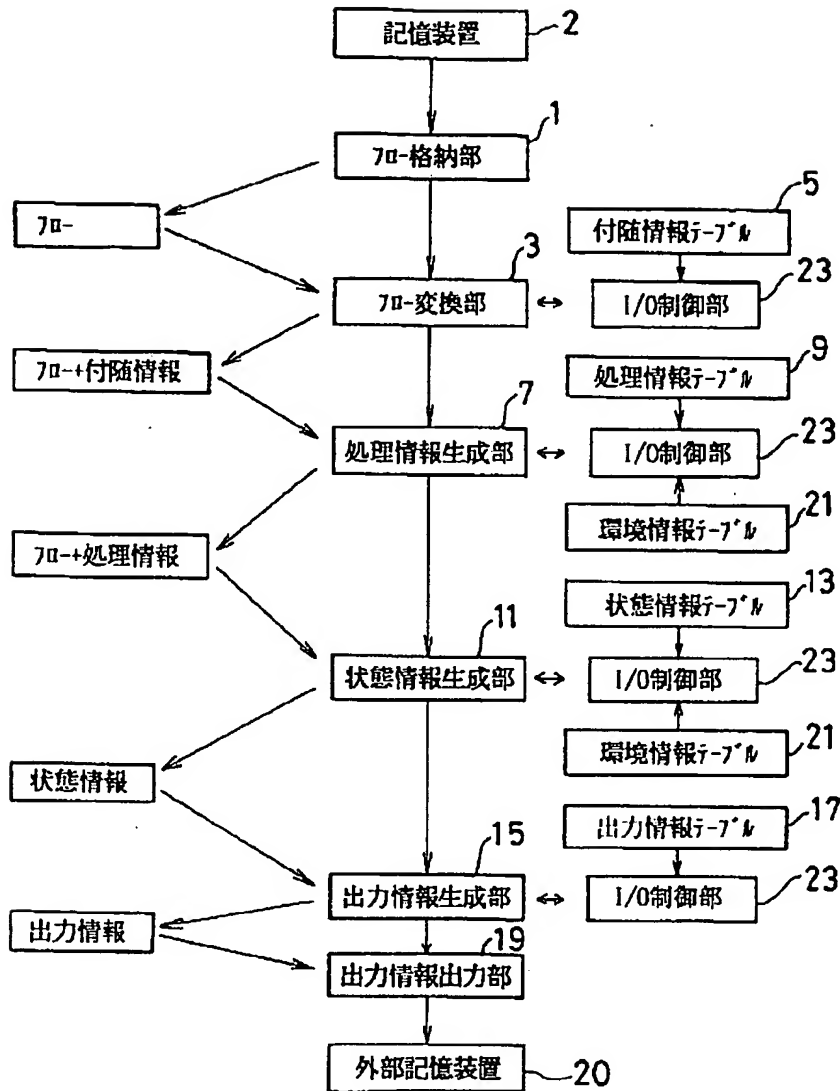 記憶装置
2
1
ﾌﾛｰ格納部
5
ﾌﾛｰ
付随情報ﾃｰﾌﾞﾙ
3
23
ﾌﾛｰ変換部
I/O制御部
ﾌﾛｰ+付随情報
9
処理情報ﾃｰﾌﾞﾙ
7
23
処理情報生成部
I/O制御部
21
ﾌﾛｰ+処理情報
環境情報ﾃｰﾌﾞﾙ
13
状態情報ﾃｰﾌﾞﾙ
11
23
状態情報生成部
I/O制御部
21
状態情報
環境情報ﾃｰﾌﾞﾙ
17
出力情報ﾃｰﾌﾞﾙ
15
23
出力情報生成部
I/O制御部
出力情報
19
出力情報出力部
外部記憶装置
20